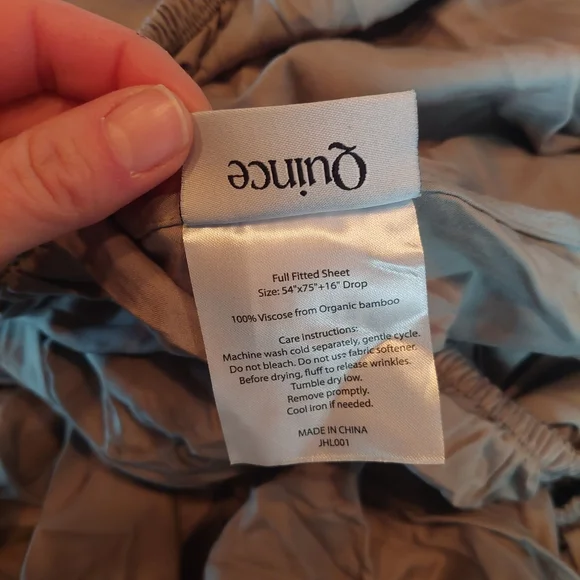 Quince
Full Fitted Sheet
Size: 54"x75"+16" Drop
100% Viscose from Organic bamboo
Care instructions:
Machine wash cold separately, gentle cycle.
Do not bleach. Do not use fabric softener.
Before drying, fluff to release wrinkles.
Tumble dry low.
Remove promptly.
Cool iron if needed.
MADE IN CHINA
JHL001